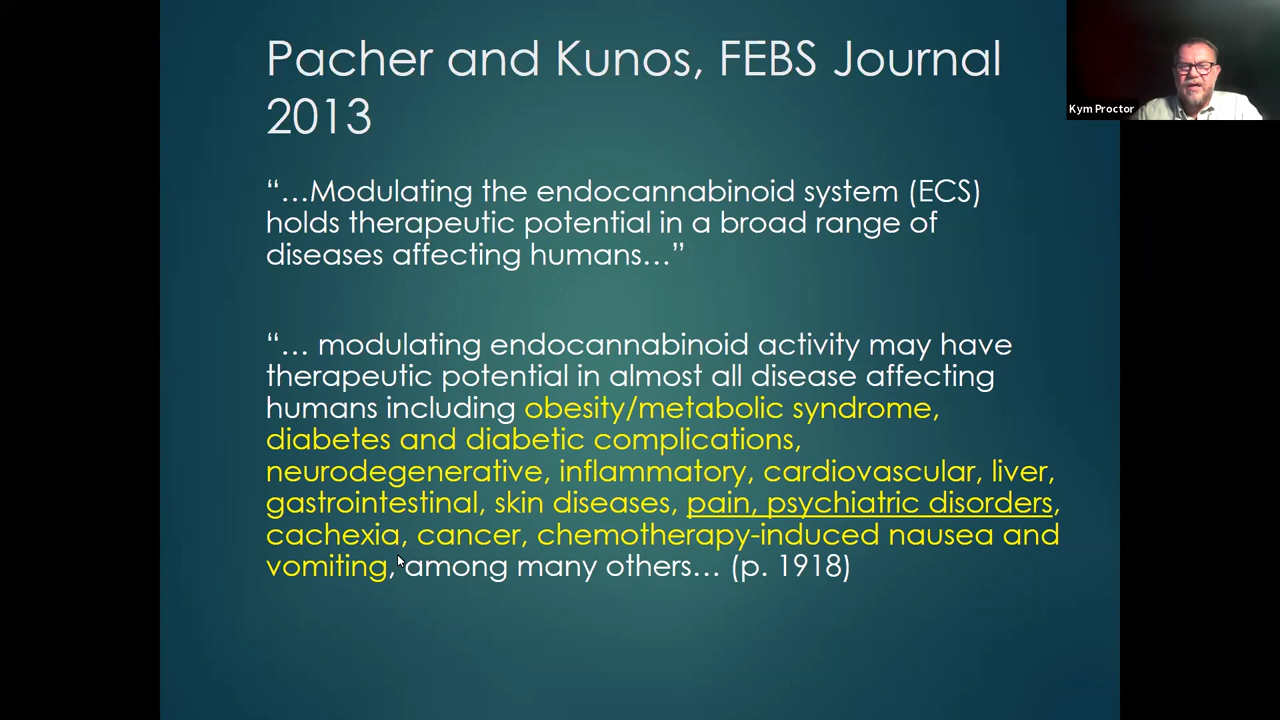 Pacher and Kunos, FEBS Journal
2013
Kym Proctor
“…Modulating the endocannabinoid system (ECS)
holds therapeutic potential in a broad range of
diseases affecting humans…”
“… modulating endocannabinoid activity may have
therapeutic potential in almost all disease affecting
humans including obesity/metabolic syndrome,
diabetes and diabetic complications,
neurodegenerative, inflammatory, cardiovascular, liver,
gastrointestinal, skin diseases, pain, psychiatric disorders,
cachexia, cancer, chemotherapy-induced nausea and
vomiting, among many others… (p. 1918)